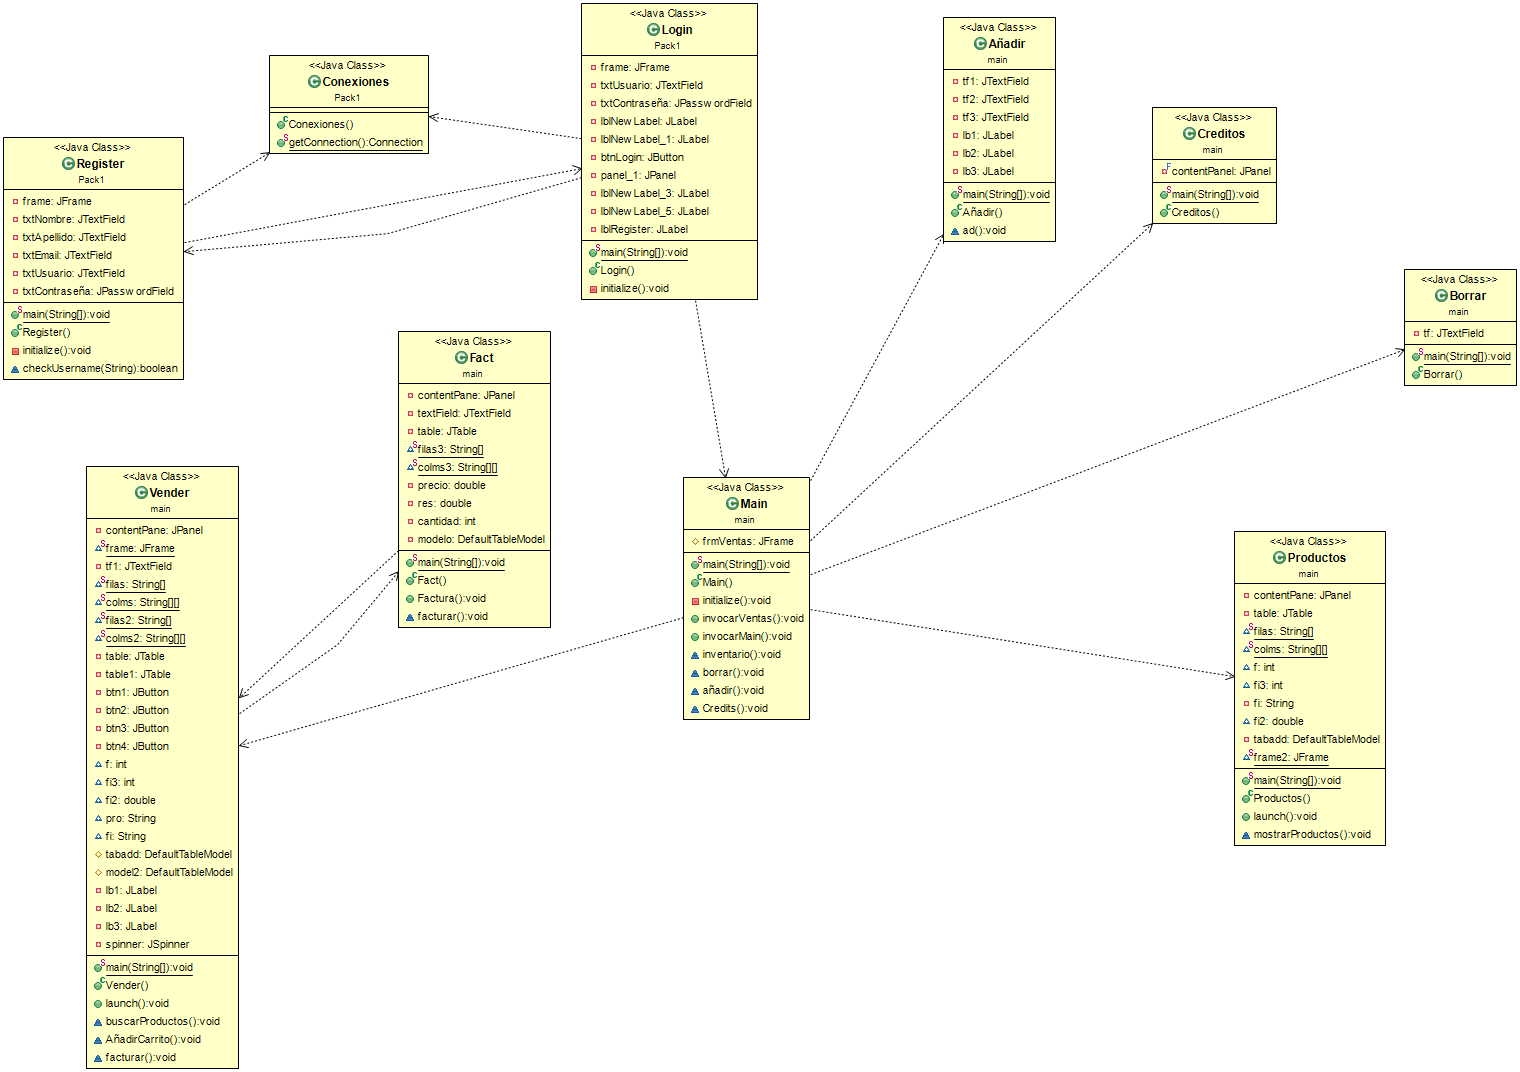 <<Java Class>>
Login
Pack1
frame: JFrame
txtUsuario: JTextField
txtContraseña: JPasswordField
lblNewLabel: JLabel
lblNewLabel_1: JLabel
btnLogin: JButton
panel_1: JPanel
lblNewLabel_3: JLabel
lblNewLabel_5: JLabel
lblRegister: JLabel
main(String[]):void
Login()
initialize():void
<<Java Class>>
Añadir
main
tf1: JTextField
tf2: JTextField
tf3: JTextField
lb1: JLabel
lb2: JLabel
lb3: JLabel
main(String[]):void
Añadir()
ad():void
<<Java Class>>
Conexiones
Pack1
Conexiones()
getConnection():Connection
<<Java Class>>
Creditos
main
contentPanel: JPanel
main(String[]):void
Creditos()
<<Java Class>>
Register
Pack1
frame: JFrame
txtNombre: JTextField
txtApellido: JTextField
txtEmail: JTextField
txtUsuario: JTextField
txtContraseña: JPasswordField
main(String[]):void
Register()
initialize():void
checkUsername(String):boolean
<<Java Class>>
Borrar
main
tf: JTextField
main(String[]):void
Borrar()
<<Java Class>>
Fact
main
contentPane: JPanel
textField: JTextField
table: JTable
filas3: String[]
colms3: String[][]
precio: double
res: double
cantidad: int
modelo: DefaultTableModel
main(String[]):void
Fact()
Factura():void
facturar():void
<<Java Class>>
Vender
main
contentPane: JPanel
frame: JFrame
tf1: JTextField
filas: String[]
colms: String[][]
filas2: String[]
colms2: String[][]
table: JTable
table1: JTable
btn1: JButton
btn2: JButton
btn3: JButton
btn4: JButton
f: int
fi3: int
fi2: double
pro: String
fi: String
tabadd: DefaultTableModel
model2: DefaultTableModel
lb1: JLabel
lb2: JLabel
lb3: JLabel
spinner: JSpinner
main(String[]):void
Vender()
launch():void
buscarProductos():void
AñadirCarrito():void
facturar():void
<<Java Class>>
Main
main
frmVentas: JFrame
main(String[]):void
Main()
initialize():void
invocarVentas():void
invocarMain():void
inventario():void
borrar():void
añadir():void
Credits():void
<<Java Class>>
Productos
main
contentPane: JPanel
table: JTable
filas: String[]
colms: String[][]
f: int
fi3: int
fi: String
fi2: double
tabadd: DefaultTableModel
frame2: JFrame
main(String[]):void
Productos()
launch():void
mostrarProductos():void